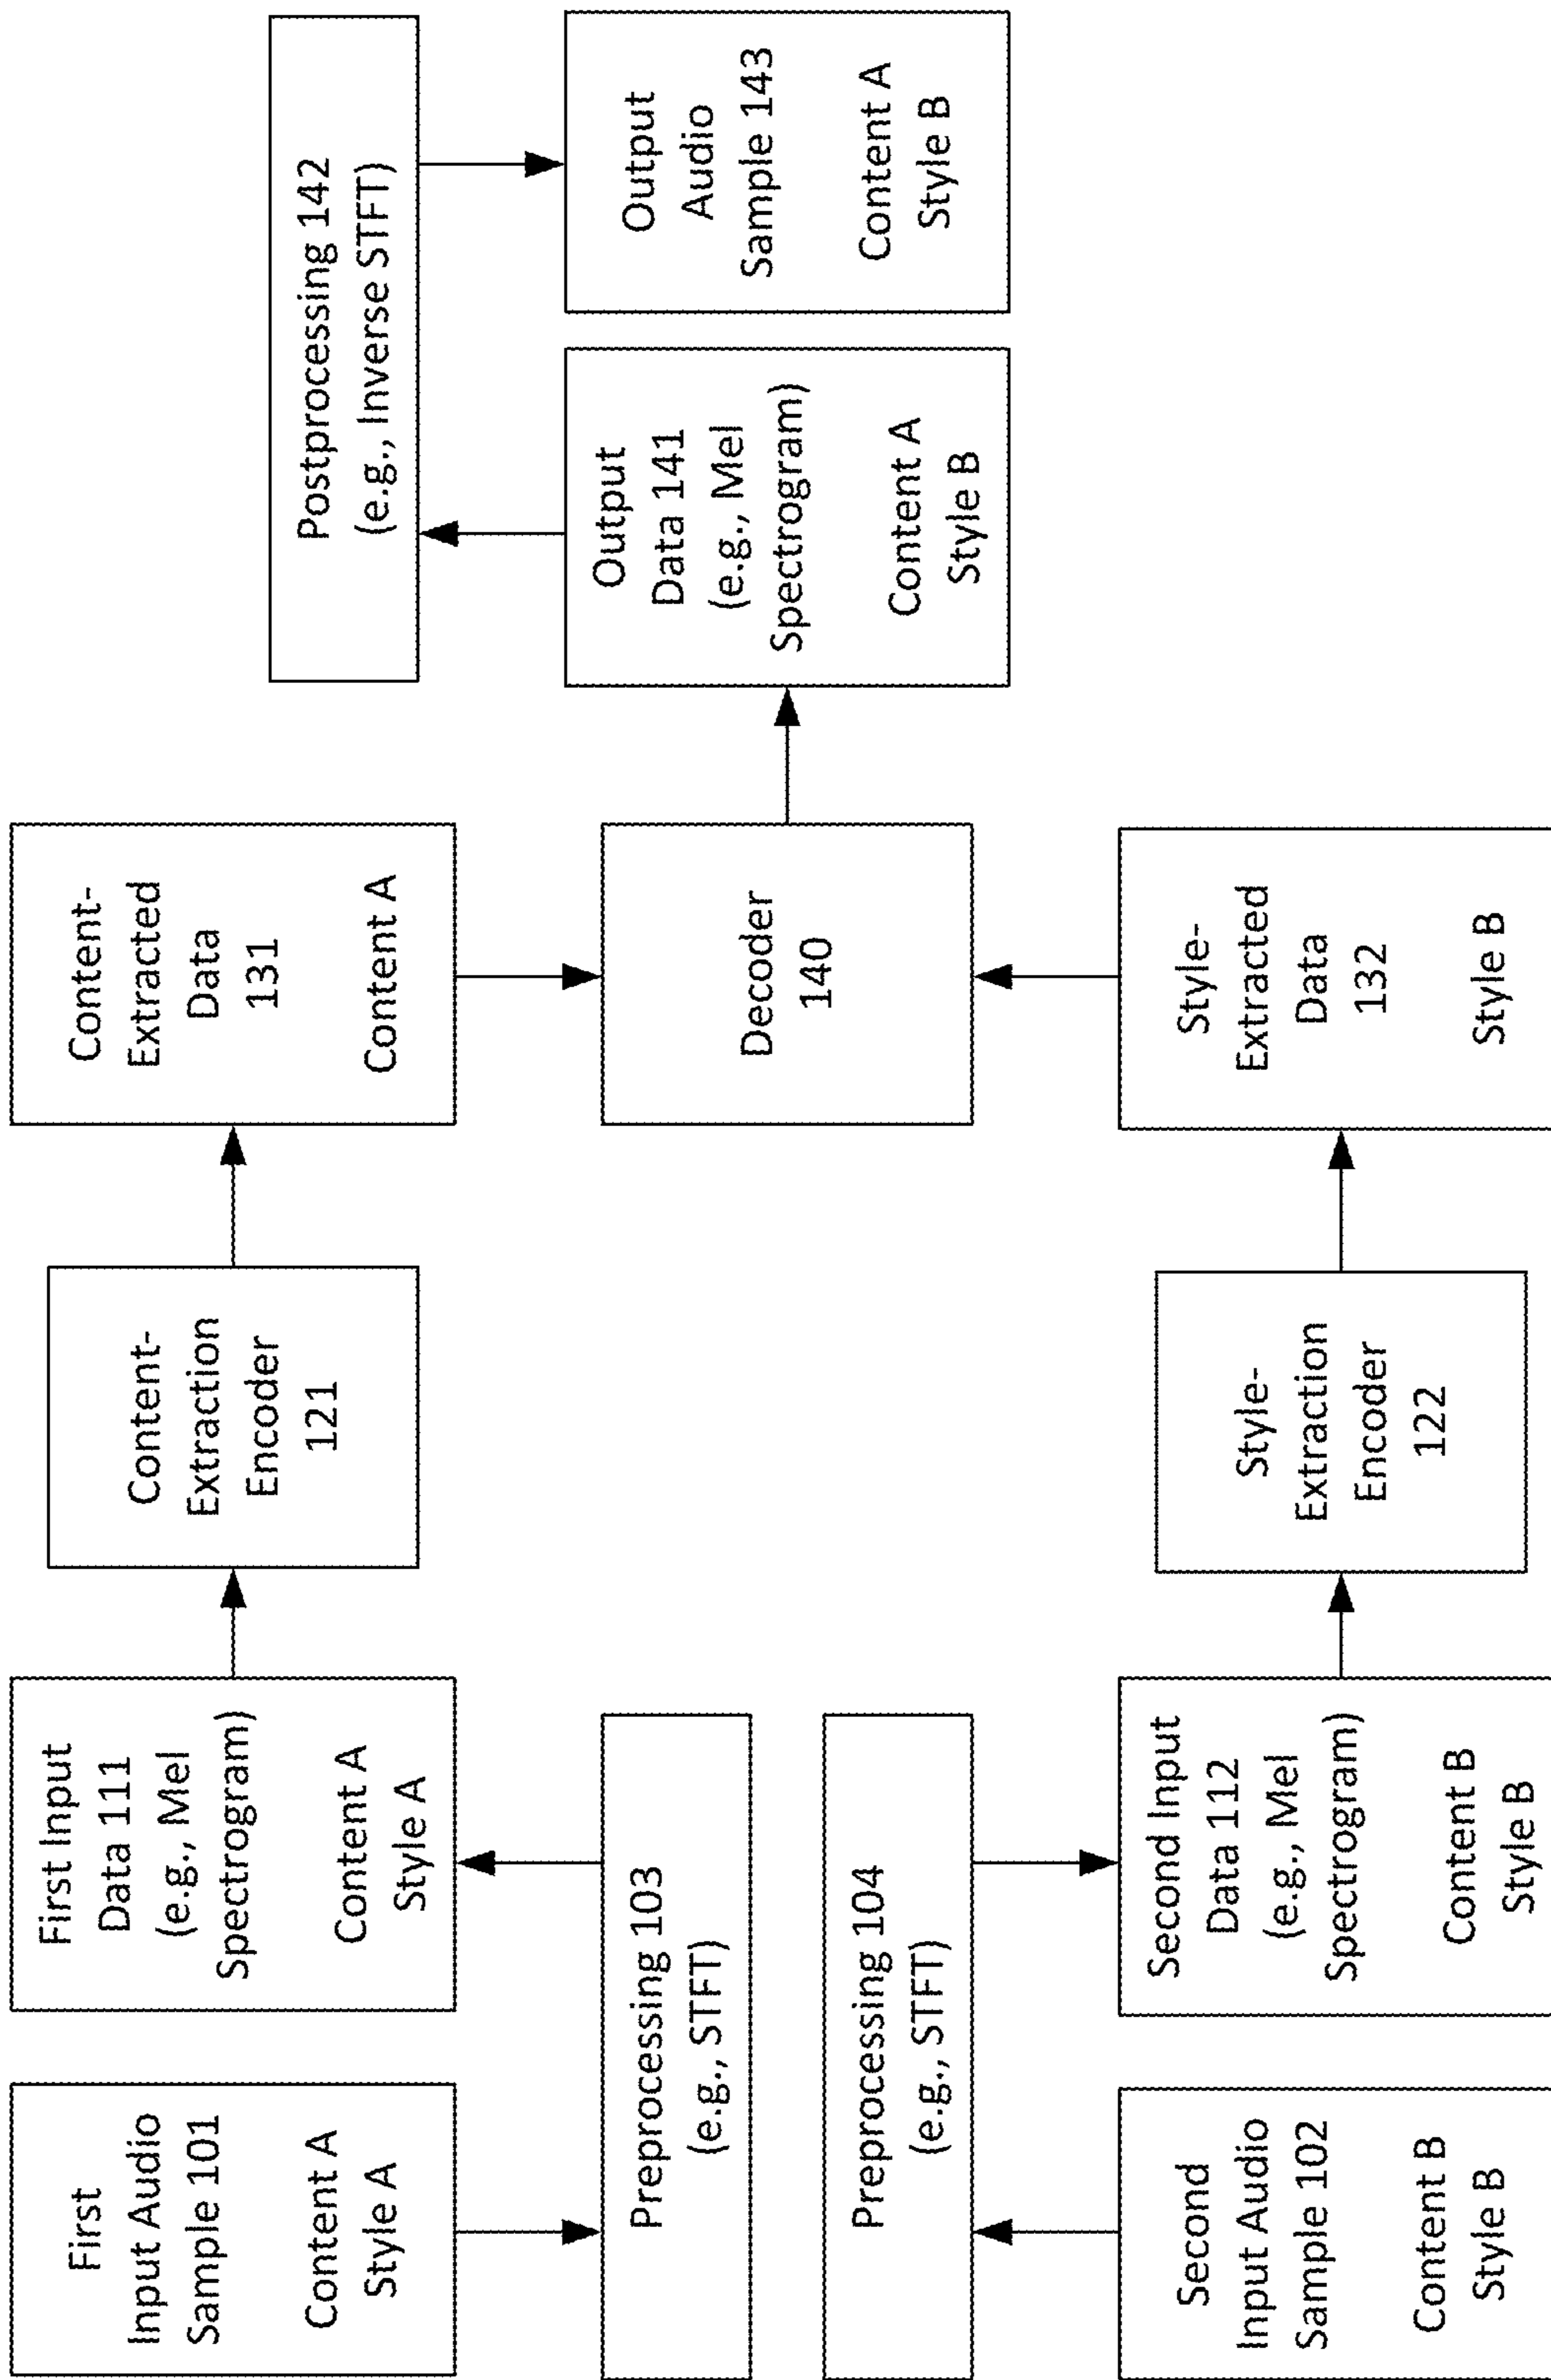 First
Input Audio
Sample 101
Content A
Style A
Preprocessing 103
(e.g., STFT)
First Input
Data 111
(e.g., Mel
Spectrogram)
Content A
Style A
Content-
Extraction
Encoder
121
Content-
Extracted
Data
131
Content A
Second
Input Audio
Sample 102
Content B
Style B
Preprocessing 104
(e.g., STFT)
Second Input
Data 112
(e.g., Mel
Spectrogram)
Content B
Style B
Style-
Extraction
Encoder
122
Style-
Extracted
Data
132
Style B
Decoder
140
Output
Data 141
(e.g., Mel
Spectrogram)
Content A
Style B
Postprocessing 142
(e.g., Inverse STFT)
Output
Audio
Sample 143
Content A
Style B